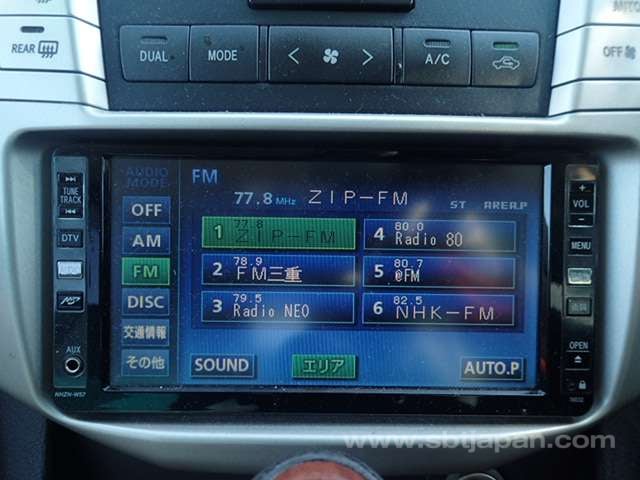 REAR
DUAL
MODE
A/C
OFF
TUNE
TRACK
DTV
AUX
NHZN-W57
AUDIO
MODE
OFF
AM
FM
DISC
交通情報
その他
FM
77.8 MHz ZIP-FM
ST AREA.P
1 77.8 ZIP-FM
4 80.0 Radio 80
2 78.9 FM三重
5 80.7 @FM
3 79.5 Radio NEO
6 82.5 NHK-FM
SOUND
エリア
AUTO.P
+
VOL
-
MENU
OPEN
www.sbtjapan.com